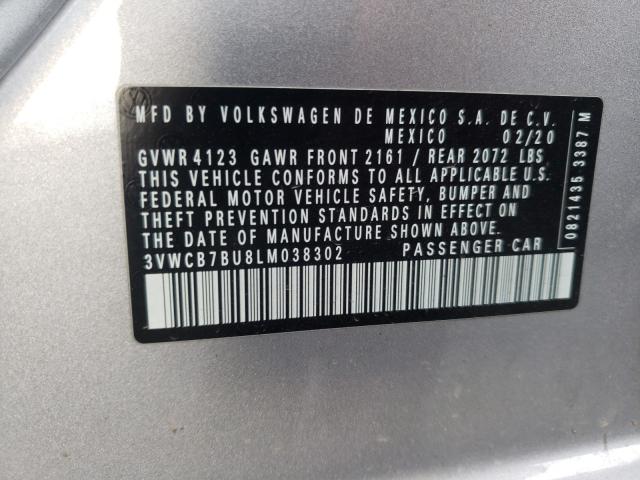 MFD BY VOLKSWAGEN DE MEXICO S.A. DE C.V.
MEXICO 02/20
GVWR 4123 GAWR FRONT 2161 / REAR 2072 LBS
THIS VEHICLE CONFORMS TO ALL APPLICABLE U.S.
FEDERAL MOTOR VEHICLE SAFETY, BUMPER AND
THEFT PREVENTION STANDARDS IN EFFECT ON
THE DATE OF MANUFACTURE SHOWN ABOVE.
3VWCB7BU8LM038302 PASSENGER CAR
0821435 3387 M